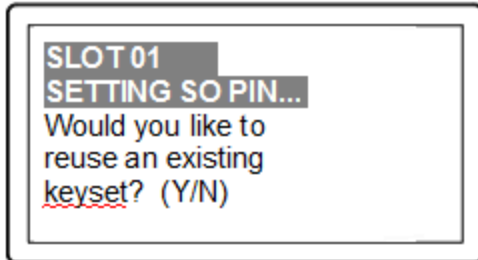 SLOT 01
SETTING SO PIN...
Would you like to
reuse an existing
keyset? (Y/N)